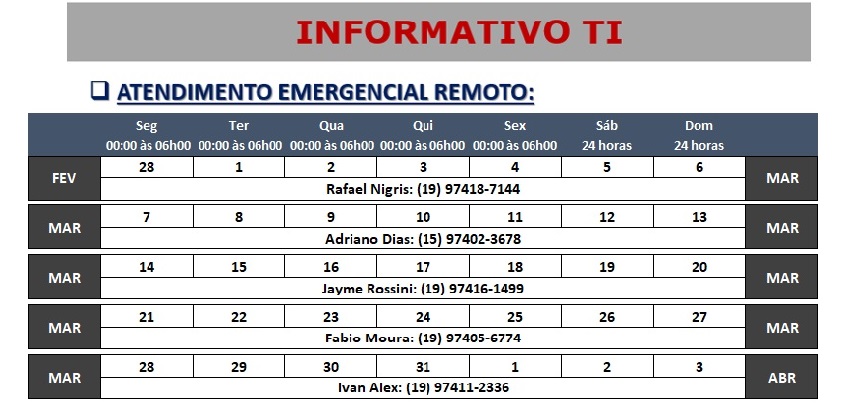 INFORMATIVO TI
ATENDIMENTO EMERGENCIAL REMOTO:
Seg Ter Qua Qui Sex Sáb Dom
00:00 às 06h00 00:00 às 06h00 00:00 às 06h00 00:00 às 06h00 00:00 às 06h00 24 horas 24 horas
FEV 28 1 2 3 4 5 6 MAR
Rafael Nigris: (19) 97418-7144
MAR 7 8 9 10 11 12 13 MAR
Adriano Dias: (15) 97402-3678
MAR 14 15 16 17 18 19 20 MAR
Jayme Rossini: (19) 97416-1499
MAR 21 22 23 24 25 26 27 MAR
Fabio Moura: (19) 97405-6774
MAR 28 29 30 31 1 2 3 ABR
Ivan Alex: (19) 97411-2336